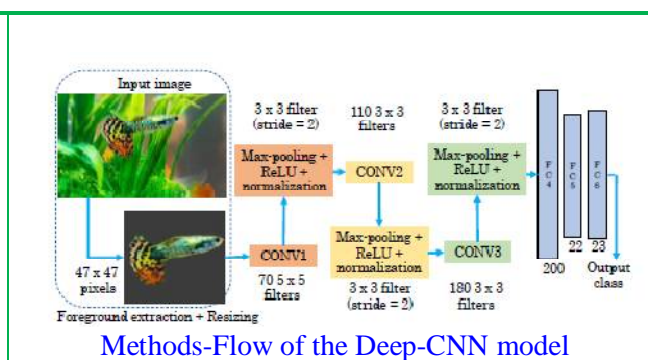 Input image
3 x 3 filter
(stride = 2)
110 3 x 3
filters
3 x 3 filter
(stride = 2)
Max-pooling +
ReLU +
normalization
CONV2
Max-pooling +
ReLU +
normalization
FC4
FC5
FC6
47 x 47
pixels
CONV1
70 5 x 5
filters
Max-pooling +
ReLU +
normalization
3 x 3 filter
(stride = 2)
CONV3
180 3 x 3
filters
200
22
23
Output
class
Foreground extraction + Resizing
Methods-Flow of the Deep-CNN model